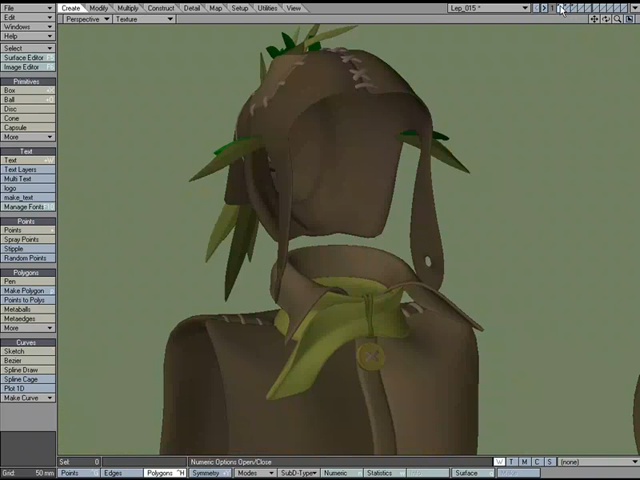 File Create Modify Multiply Construct Detail Map Setup Utilities View Lep_015 * 1
Edit Perspective Texture
Windows
Help
Select
Surface Editor F5
Image Editor F6
Primitives
Box
Ball
Disc
Cone
Capsule
More
Text
Text
Text Layers
Multi Text
logo
make_text
Manage Fonts F10
Points
Points
Spray Points
Stipple
Random Points
Polygons
Pen
Make Polygon
Points to Polys
Metaballs
Metaedges
More
Curves
Sketch
Bezier
Spline Draw
Spline Cage
Plot 1D
Make Curve
Sel: 0 Numeric Options Open/Close W T M C S (none)
Grid: 50 mm Points Edges Polygons ^H Symmetry Modes SubD-Type Numeric Statistics Surface